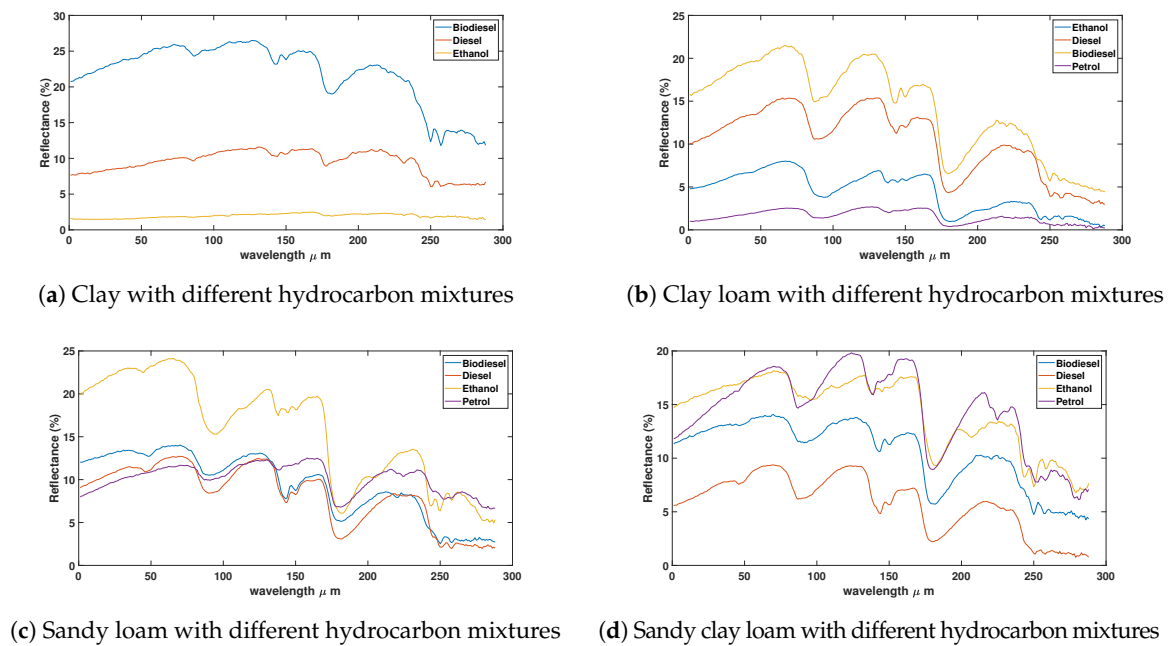 30
25
20
15
10
5
0
Reflectance (%)
0 50 100 150 200 250 300
wavelength μ m
Biodiesel
Diesel
Ethanol
(a) Clay with different hydrocarbon mixtures
25
20
15
10
5
0
Reflectance (%)
0 50 100 150 200 250 300
wavelength μ m
Ethanol
Diesel
Biodiesel
Petrol
(b) Clay loam with different hydrocarbon mixtures
25
20
15
10
5
0
Reflectance (%)
0 50 100 150 200 250 300
wavelength μ m
Biodiesel
Diesel
Ethanol
Petrol
(c) Sandy loam with different hydrocarbon mixtures
20
15
10
5
0
Reflectance (%)
0 50 100 150 200 250 300
wavelength μ m
Biodiesel
Diesel
Ethanol
Petrol
(d) Sandy clay loam with different hydrocarbon mixtures